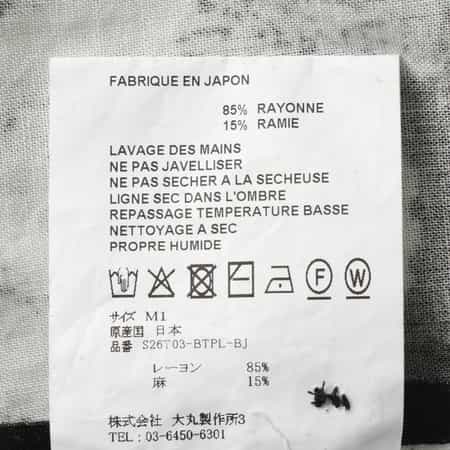 FABRIQUE EN JAPON
85% RAYONNE
15% RAMIE
LAVAGE DES MAINS
NE PAS JAVELLISER
NE PAS SECHER A LA SECHEUSE
LIGNE SEC DANS L'OMBRE
REPASSAGE TEMPERATURE BASSE
NETTOYAGE A SEC
PROPRE HUMIDE
F W
サイズ M1
原産国 日本
品番 S26T03-BTPL-BJ
レーヨン 85%
麻 15%
株式会社 大丸製作所3
TEL : 03-6450-6301